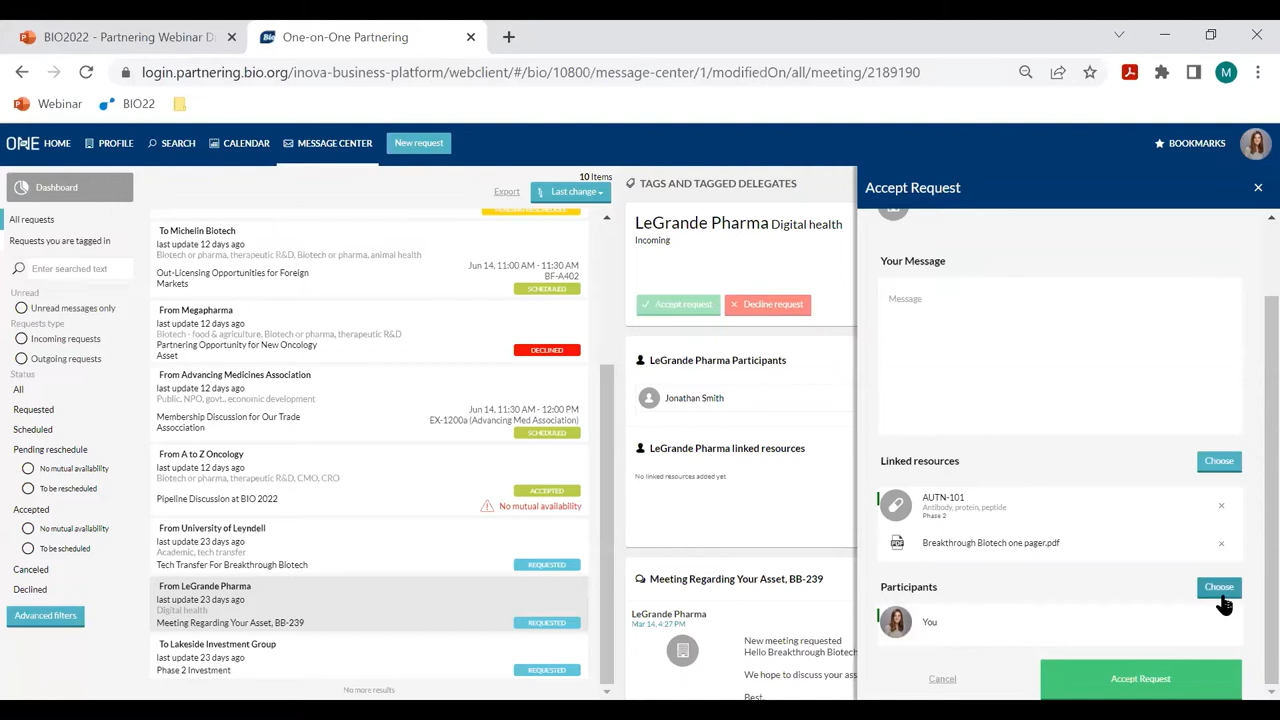 BIO2022 - Partnering Webinar D
One-on-One Partnering
login.partnering.bio.org/inova-business-platform/webclient/#/bio/10800/message-center/1/modifiedOn/all/meeting/2189190
M
Webinar
BIO22
HOME
PROFILE
SEARCH
CALENDAR
MESSAGE CENTER
New request
BOOKMARKS
Dashboard
All requests
Requests you are tagged in
Enter searched text
Unread
Unread messages only
Requests type
Incoming requests
Outgoing requests
Status
All
Requested
Scheduled
Pending reschedule
No mutual availability
To be rescheduled
Accepted
No mutual availability
To be scheduled
Canceled
Declined
Advanced filters
10 Items
Export
Last change
To Michelin Biotech
last update 12 days ago
Biotech or pharma, therapeutic R&D, Biotech or pharma, animal health
Out-Licensing Opportunities for Foreign
Markets
Jun 14, 11:00 AM - 11:30 AM
BF-A402
SCHEDULED
From Megapharma
last update 12 days ago
Biotech - food & agriculture, Biotech or pharma, therapeutic R&D
Partnering Opportunity for New Oncology
Asset
DECLINED
From Advancing Medicines Association
last update 12 days ago
Public, NPO, govt., economic development
Membership Discussion for Our Trade
Assocciation
Jun 14, 11:30 AM - 12:00 PM
EX-1200a (Advancing Med Association)
SCHEDULED
From A to Z Oncology
last update 12 days ago
Biotech or pharma, therapeutic R&D, CMO, CRO
Pipeline Discussion at BIO 2022
ACCEPTED
No mutual availability
From University of Leyndell
last update 23 days ago
Academic, tech transfer
Tech Transfer For Breakthrough Biotech
REQUESTED
From LeGrande Pharma
last update 23 days ago
Digital health
Meeting Regarding Your Asset, BB-239
REQUESTED
To Lakeside Investment Group
last update 23 days ago
Phase 2 Investment
REQUESTED
No more results
TAGS AND TAGGED DELEGATES
LeGrande Pharma Digital health
Incoming
Accept request
Decline request
LeGrande Pharma Participants
Jonathan Smith
LeGrande Pharma linked resources
No linked resources added yet
Meeting Regarding Your Asset, BB-239
LeGrande Pharma
Mar 14, 4:27 PM
New meeting requested
Hello Breakthrough Biotech
We hope to discuss your ass
Best,
Accept Request
Your Message
Message
Linked resources
Choose
AUTN-101
Antibody, protein, peptide
Phase 2
PDF
Breakthrough Biotech one pager.pdf
Participants
Choose
You
Cancel
Accept Request